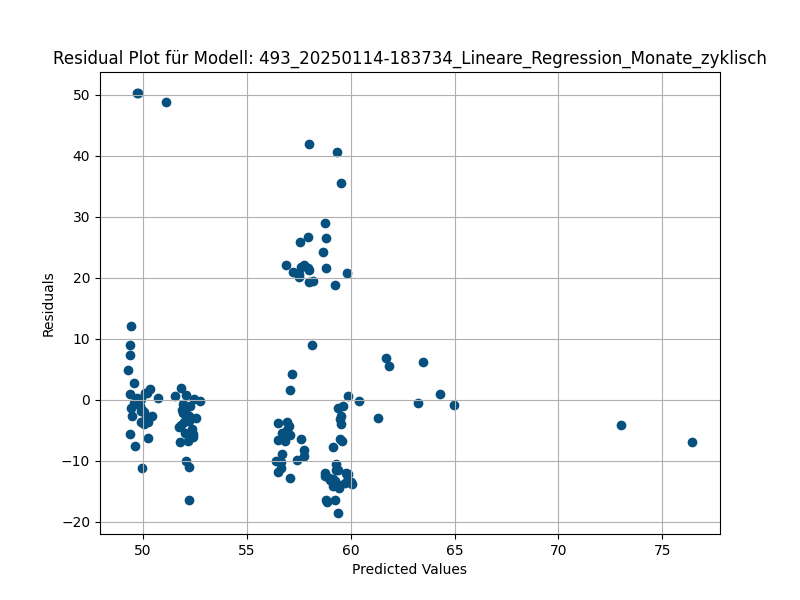 Residual Plot für Modell: 493_20250114-183734_Lineare_Regression_Monate_zyklisch
50
40
30
20
10
0
−10
−20
Residuals
50 55 60 65 70 75
Predicted Values